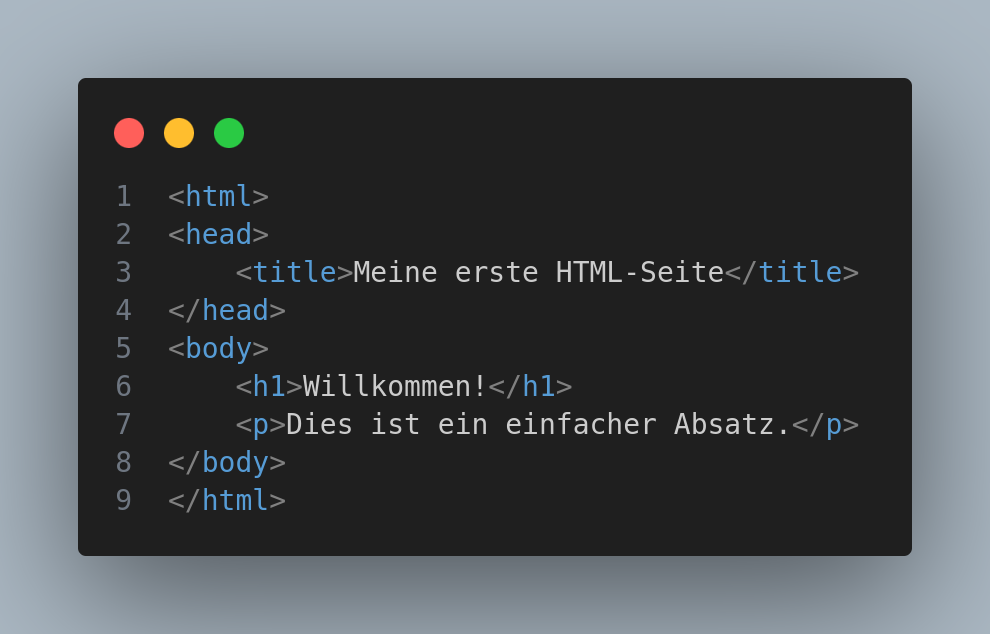 1 <html>
2 <head>
3     <title>Meine erste HTML-Seite</title>
4 </head>
5 <body>
6     <h1>Willkommen!</h1>
7     <p>Dies ist ein einfacher Absatz.</p>
8 </body>
9 </html>